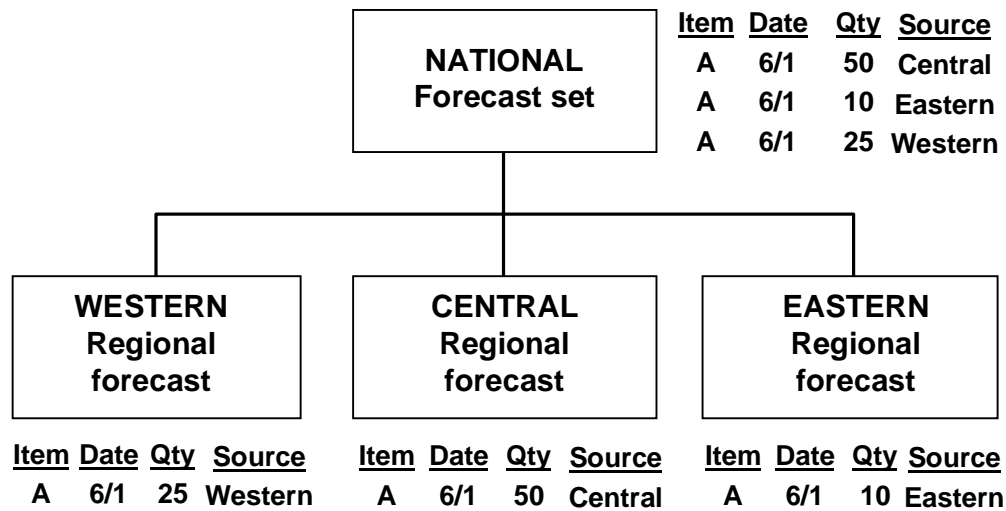 NATIONAL
Forecast set
Item Date Qty Source
A 6/1 50 Central
A 6/1 10 Eastern
A 6/1 25 Western
WESTERN
Regional
forecast
Item Date Qty Source
A 6/1 25 Western
CENTRAL
Regional
forecast
Item Date Qty Source
A 6/1 50 Central
EASTERN
Regional
forecast
Item Date Qty Source
A 6/1 10 Eastern